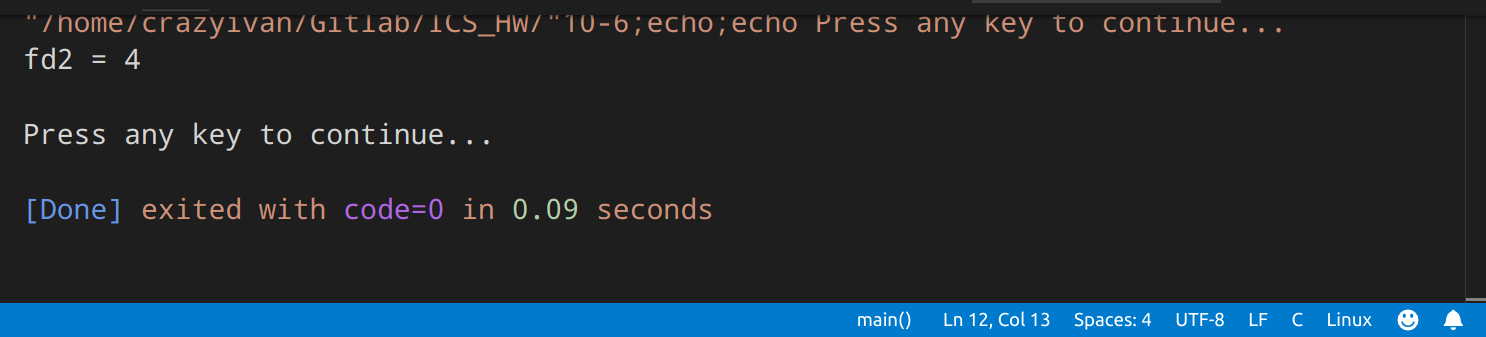 "/home/crazyivan/Gitlab/ICS_HW/"10-6;echo;echo Press any key to continue...
fd2 = 4
Press any key to continue...
[Done] exited with code=0 in 0.09 seconds
main() Ln 12, Col 13 Spaces: 4 UTF-8 LF C Linux